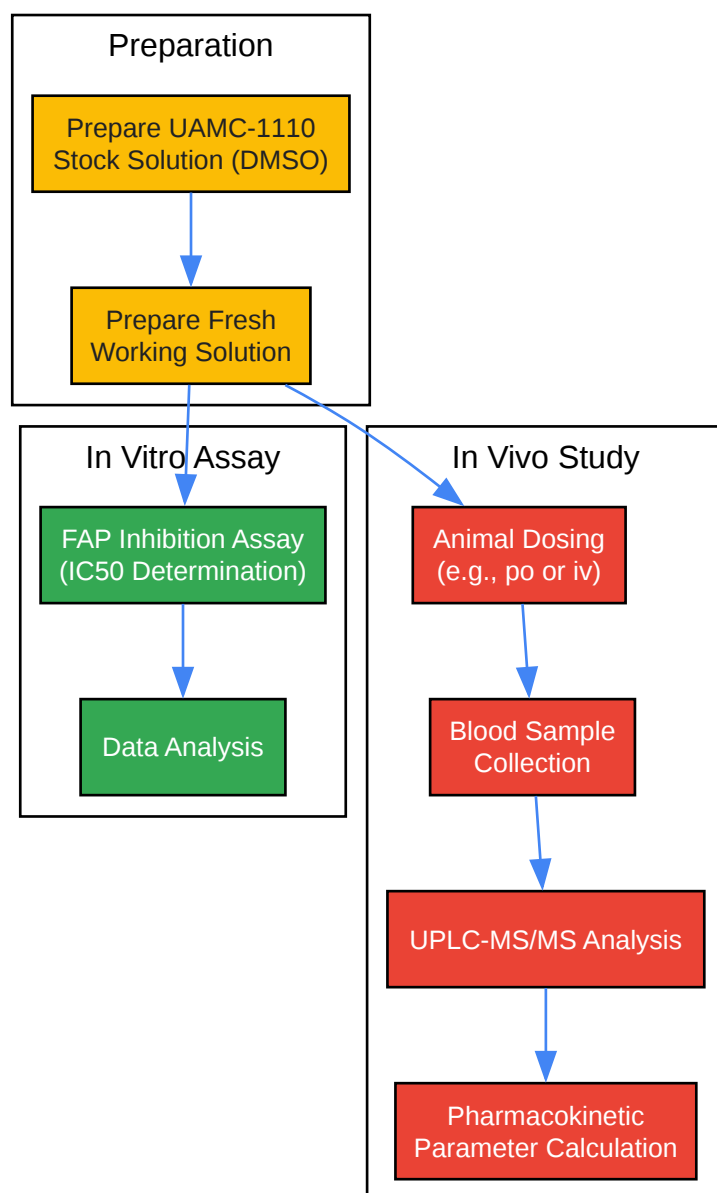 Preparation
Prepare UAMC-1110
Stock Solution (DMSO)
Prepare Fresh
Working Solution
In Vitro Assay
FAP Inhibition Assay
(IC50 Determination)
Data Analysis
In Vivo Study
Animal Dosing
(e.g., po or iv)
Blood Sample
Collection
UPLC-MS/MS Analysis
Pharmacokinetic
Parameter Calculation